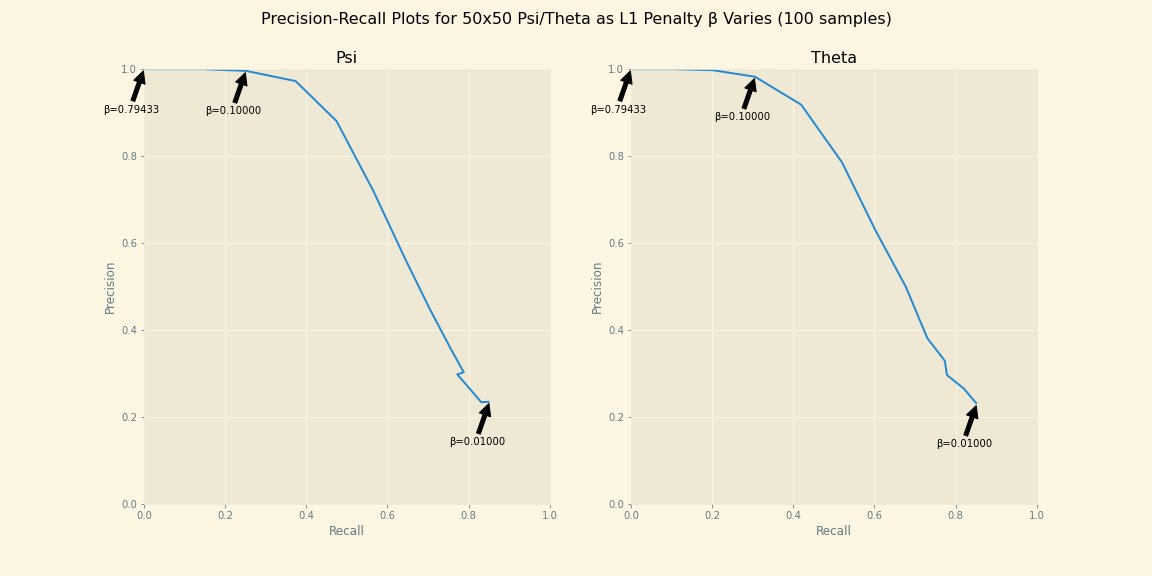 Precision-Recall Plots for 50x50 Psi/Theta as L1 Penalty β Varies (100 samples)
Psi
1.0
0.8
0.6
0.4
0.2
0.0
Precision
β=0.79433
β=0.10000
β=0.01000
0.0 0.2 0.4 0.6 0.8 1.0
Recall
Theta
1.0
0.8
0.6
0.4
0.2
0.0
Precision
β=0.79433
β=0.10000
β=0.01000
0.0 0.2 0.4 0.6 0.8 1.0
Recall